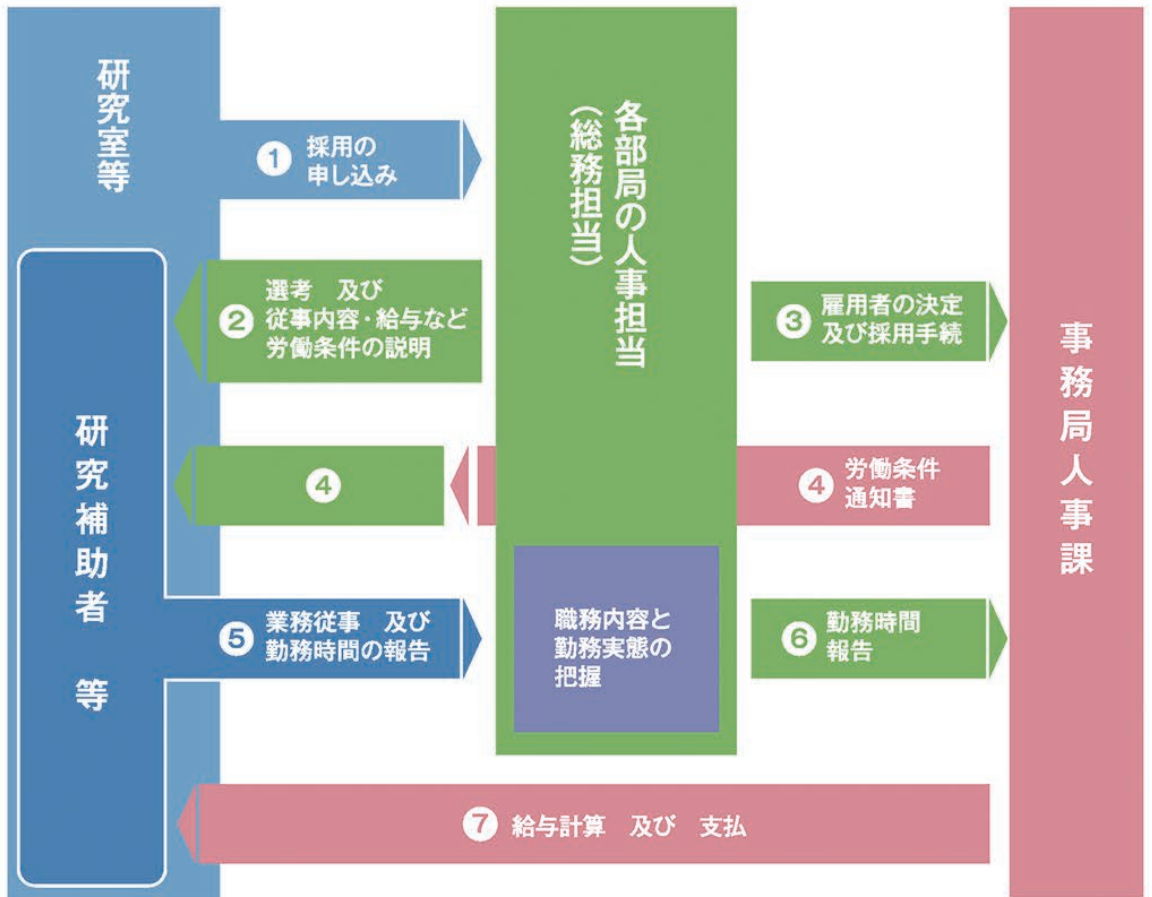 研究室等
① 採用の
申し込み
各部局の人事担当
(総務担当)
② 選考 及び
従事内容・給与など
労働条件の説明
③ 雇用者の決定
及び採用手続
事務局人事課
研究補助者 等
④
④ 労働条件
通知書
⑤ 業務従事 及び
勤務時間の報告
職務内容と
勤務実態の
把握
⑥ 勤務時間
報告
⑦ 給与計算 及び 支払